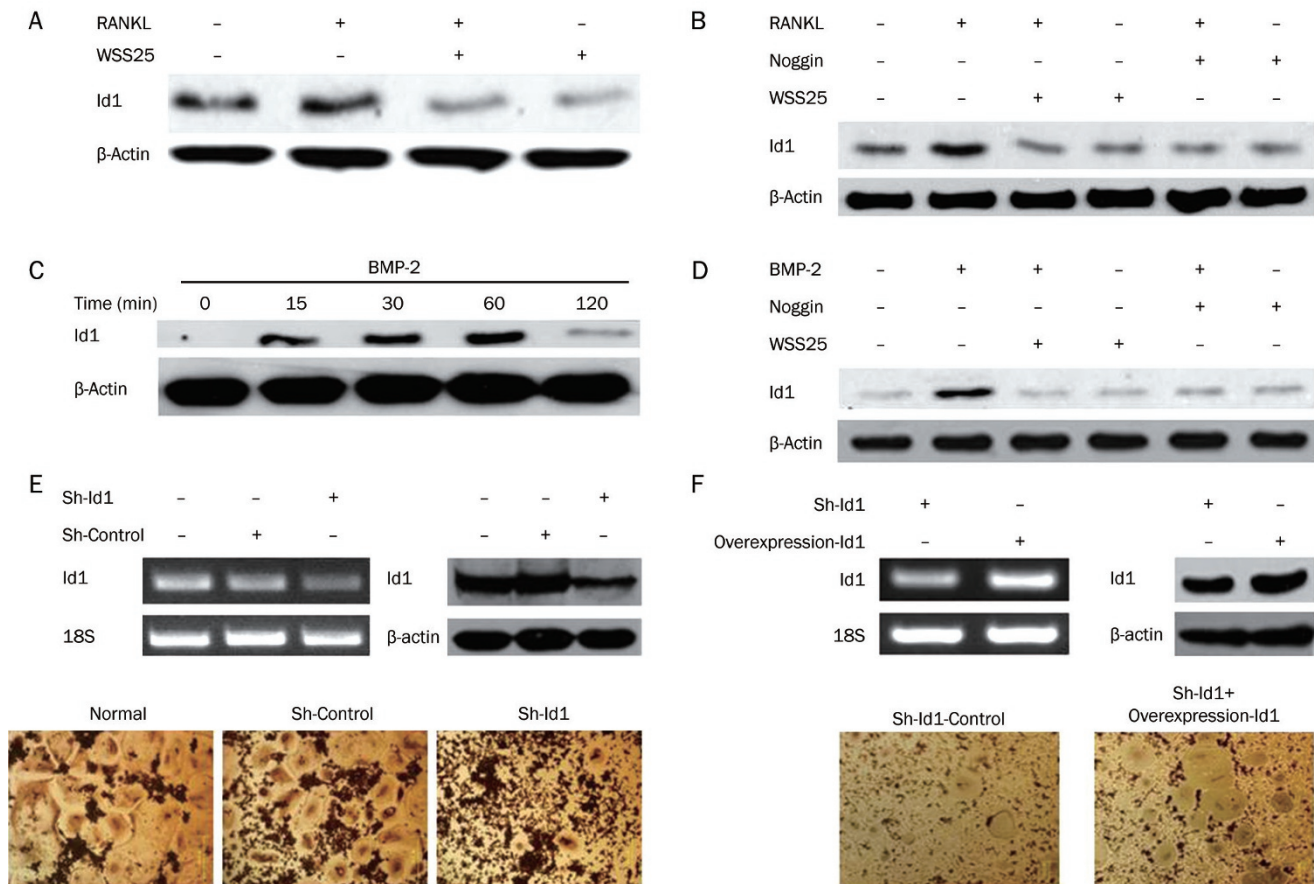 A
RANKL – + + –
WSS25 – – + +
Id1
β-Actin
B
RANKL – + + – + –
Noggin – – – – + +
WSS25 – – + + – –
Id1
β-Actin
C
BMP-2
Time (min) 0 15 30 60 120
Id1
β-Actin
D
BMP-2 – + + – + –
Noggin – – – – + +
WSS25 – – + + – –
Id1
β-Actin
E
Sh-Id1 – – + – – +
Sh-Control – + – – + –
Id1 Id1
18S β-actin
Normal Sh-Control Sh-Id1
F
Sh-Id1 + – + –
Overexpression-Id1 – + – +
Id1 Id1
18S β-actin
Sh-Id1-Control
Sh-Id1+
Overexpression-Id1